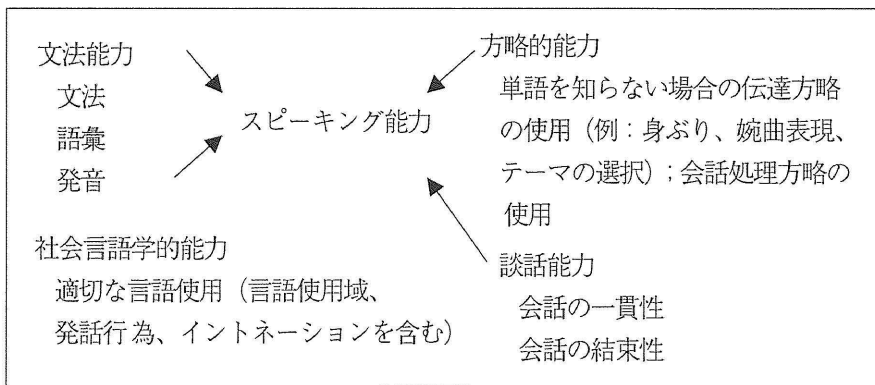 文法能力
文法
語彙
発音
スピーキング能力
方略的能力
単語を知らない場合の伝達方略
の使用（例：身ぶり、婉曲表現、
テーマの選択）；会話処理方略の
使用
社会言語学的能力
適切な言語使用（言語使用域、
発話行為、イントネーションを含む）
談話能力
会話の一貫性
会話の結束性